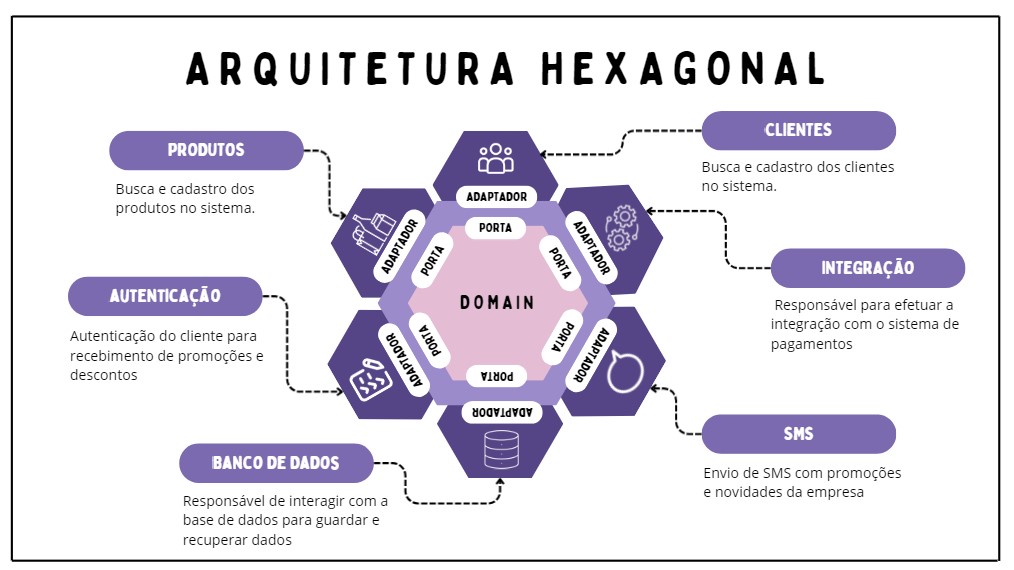 ARQUITETURA HEXAGONAL
PRODUTOS
Busca e cadastro dos
produtos no sistema.
AUTENTICAÇÃO
Autenticação do cliente para
recebimento de promoções e
descontos
BANCO DE DADOS
Responsável de interagir com a
base de dados para guardar e
recuperar dados
CLIENTES
Busca e cadastro dos clientes
no sistema.
INTEGRAÇÃO
Responsável para efetuar a
integração com o sistema de
pagamentos
SMS
Envio de SMS com promoções
e novidades da empresa
ADAPTADOR
PORTA
ADAPTADOR
PORTA
ADAPTADOR
PORTA
DOMAIN
ADAPTADOR
PORTA
ADAPTADOR
PORTA
PORTA
ADAPTADOR